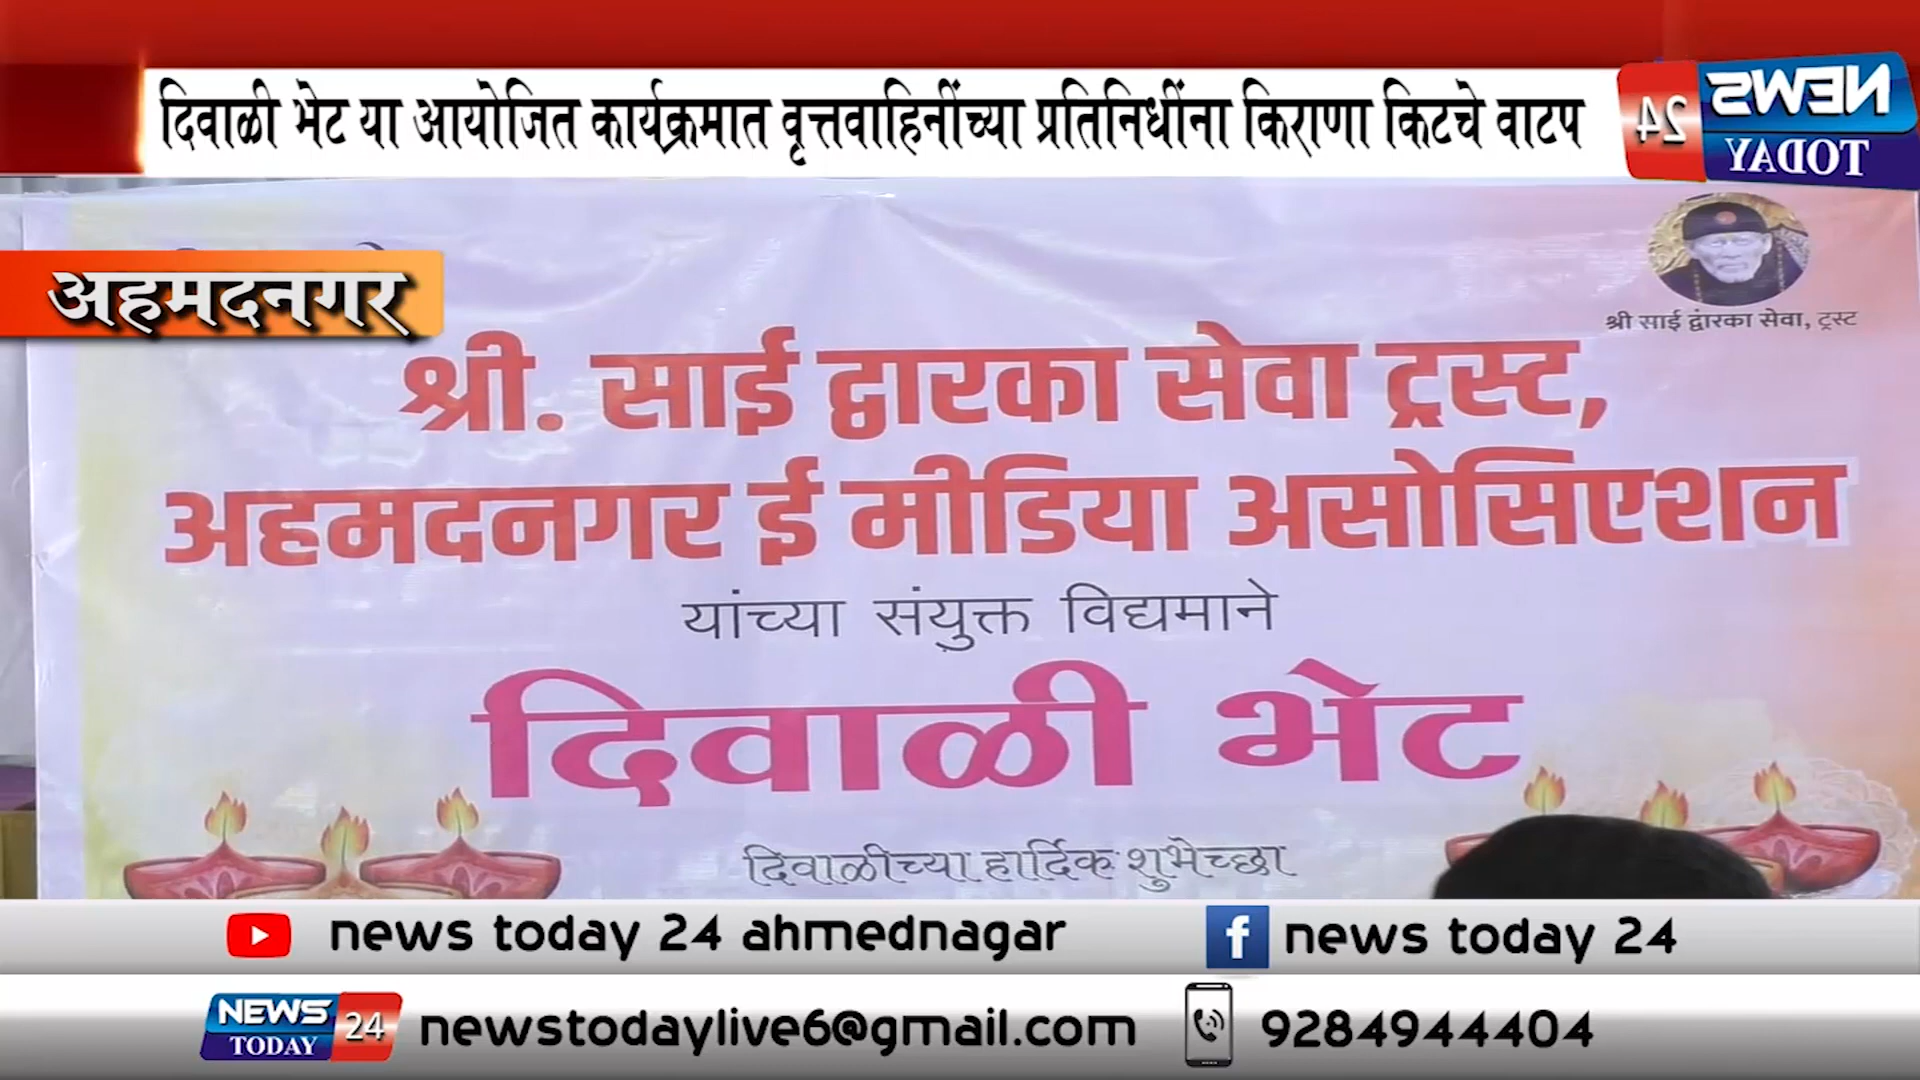 दिवाळी भेट या आयोजित कार्यक्रमात वृत्तवाहिनींच्या प्रतिनिधींना किराणा किटचे वाटप
24 NEWS
TODAY
अहमदनगर
श्री साई द्वारका सेवा, ट्रस्ट
श्री. साई द्वारका सेवा ट्रस्ट,
अहमदनगर ई मीडिया असोसिएशन
यांच्या संयुक्त विद्यमाने
दिवाळी भेट
दिवाळीच्या हार्दिक शुभेच्छा
news today 24 ahmednagar
f news today 24
NEWS
TODAY 24
newstodaylive6@gmail.com
9284944404